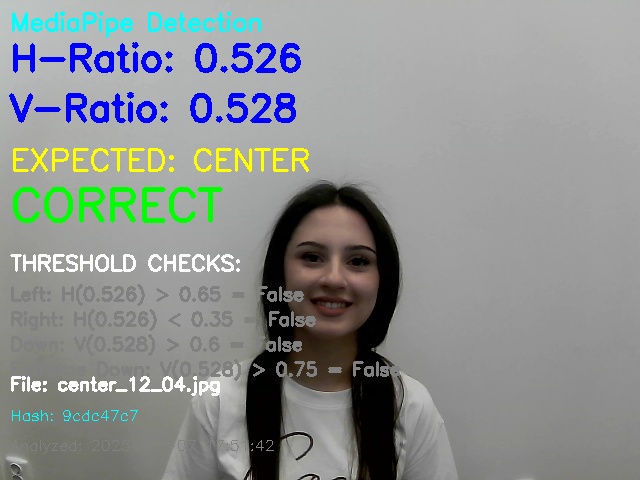 MediaPipe Detection
H-Ratio: 0.526
V-Ratio: 0.528
EXPECTED: CENTER
CORRECT
THRESHOLD CHECKS:
Left: H(0.526) > 0.65 = False
Right: H(0.526) < 0.35 = False
Down: V(0.528) > 0.6 = False
Down: V(0.528) > 0.75 = False
File: center_12_04.jpg
Hash: 9cdc47c7
Analyzed: